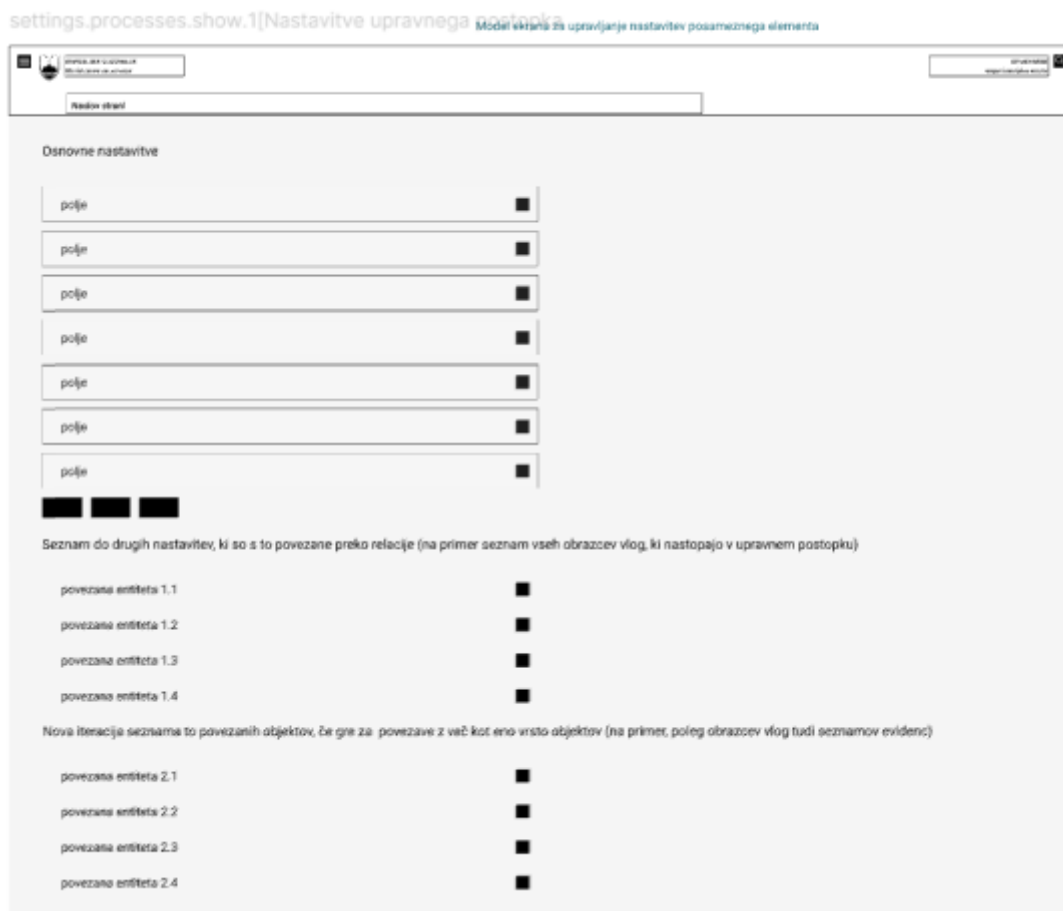 settings.processes.show.1[Nastavitve upravnega postopka
Model ekrana za upravljanje nastavitev posameznega elementa
Naslov strani
Osnovne nastavitve
polje
polje
polje
polje
polje
polje
polje
Seznam do drugih nastavitev, ki so s to povezane preko relacije (na primer seznam vseh obrazcev vlog, ki nastopajo v upravnem postopku)
povezana entiteta 1.1
povezana entiteta 1.2
povezana entiteta 1.3
povezana entiteta 1.4
Nova iteracija seznama to povezanih objektov, če gre za povezave z več kot eno vrsto objektov (na primer, poleg obrazcev vlog tudi seznamov evidenc)
povezana entiteta 2.1
povezana entiteta 2.2
povezana entiteta 2.3
povezana entiteta 2.4